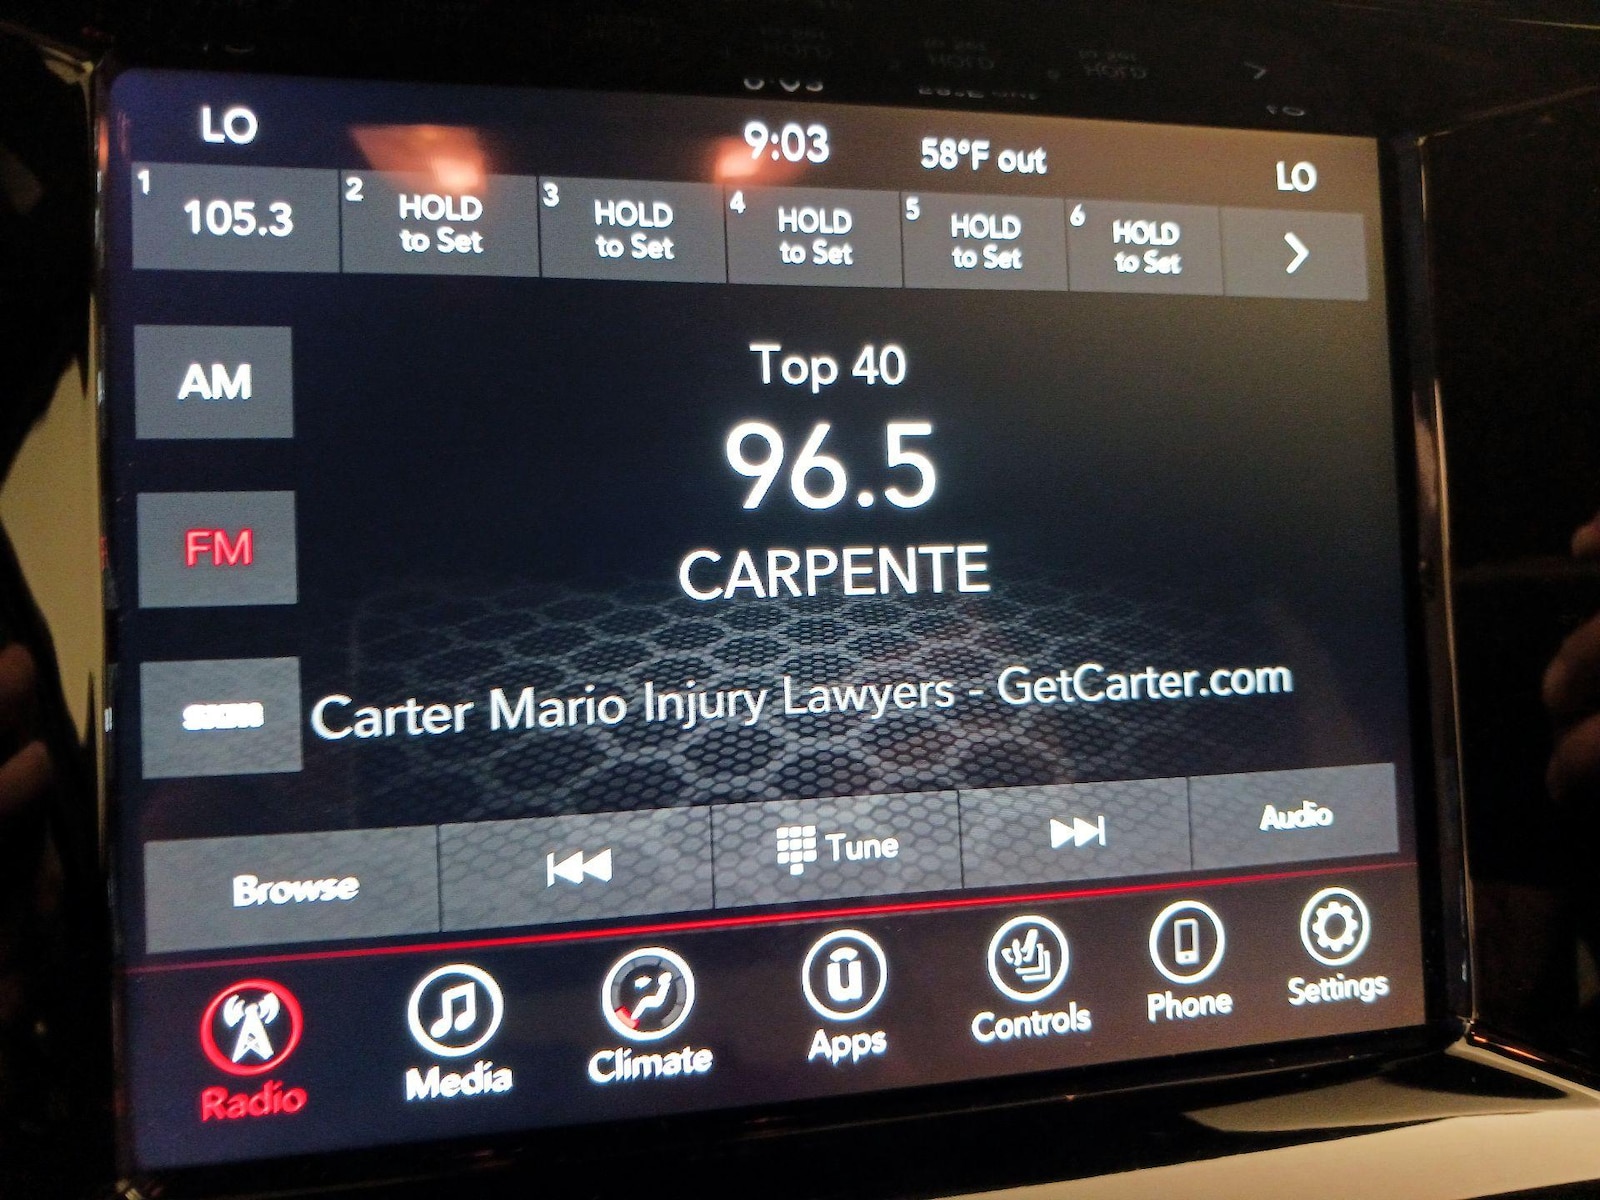 LO 9:03 58°F out LO
1 105.3
2 HOLD
to Set
3 HOLD
to Set
4 HOLD
to Set
5 HOLD
to Set
6 HOLD
to Set
AM
Top 40
96.5
FM
CARPENTE
Carter Mario Injury Lawyers - GetCarter.com
Browse
Tune
Audio
Radio
Media
Climate
Apps
Controls
Phone
Settings